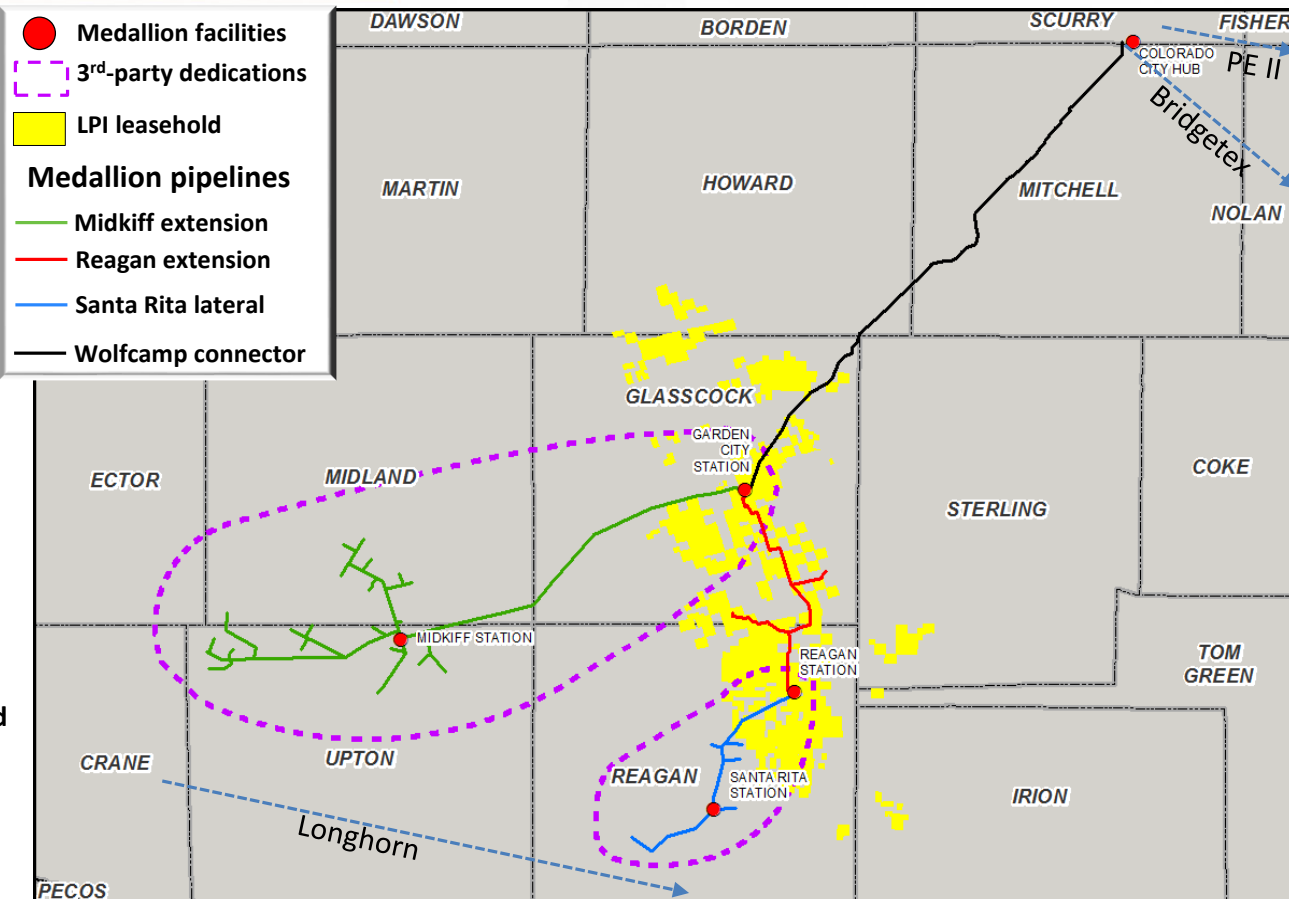 Medallion facilities
3rd-party dedications
LPI leasehold
Medallion pipelines
Midkiff extension
Reagan extension
Santa Rita lateral
Wolfcamp connector
DAWSON
BORDEN
SCURRY
FISHER
COLORADO
CITY HUB
PE II
Bridgetex
MARTIN
HOWARD
MITCHELL
NOLAN
GLASSCOCK
GARDEN
CITY
STATION
ECTOR
MIDLAND
STERLING
COKE
MIDKIFF STATION
REAGAN
STATION
TOM
GREEN
d
CRANE
UPTON
REAGAN
SANTA RITA
STATION
IRION
Longhorn
PECOS